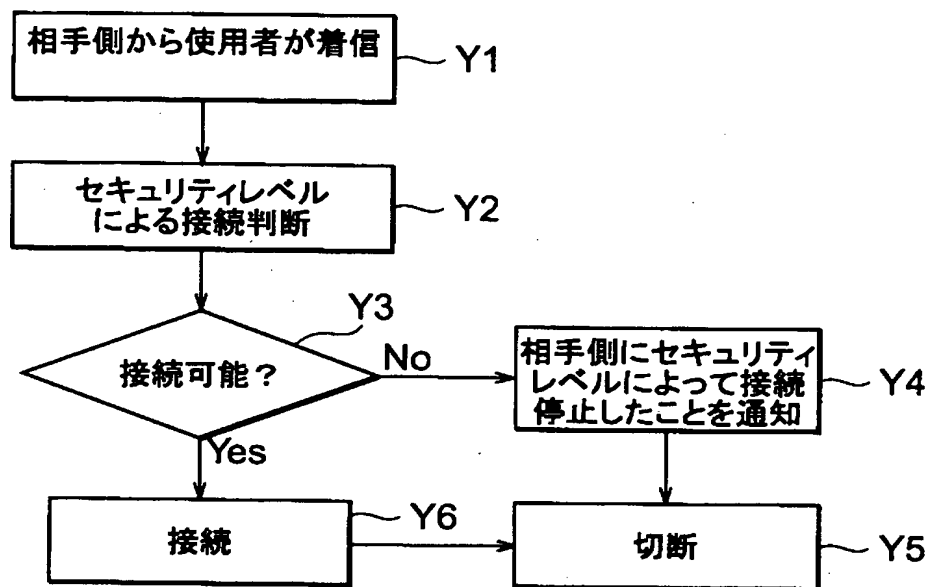 相手側から使用者が着信
Y1
セキュリティレベル
による接続判断
Y2
Y3
接続可能？
No
相手側にセキュリティ
レベルによって接続
停止したことを通知
Y4
Yes
接続
Y6
切断
Y5